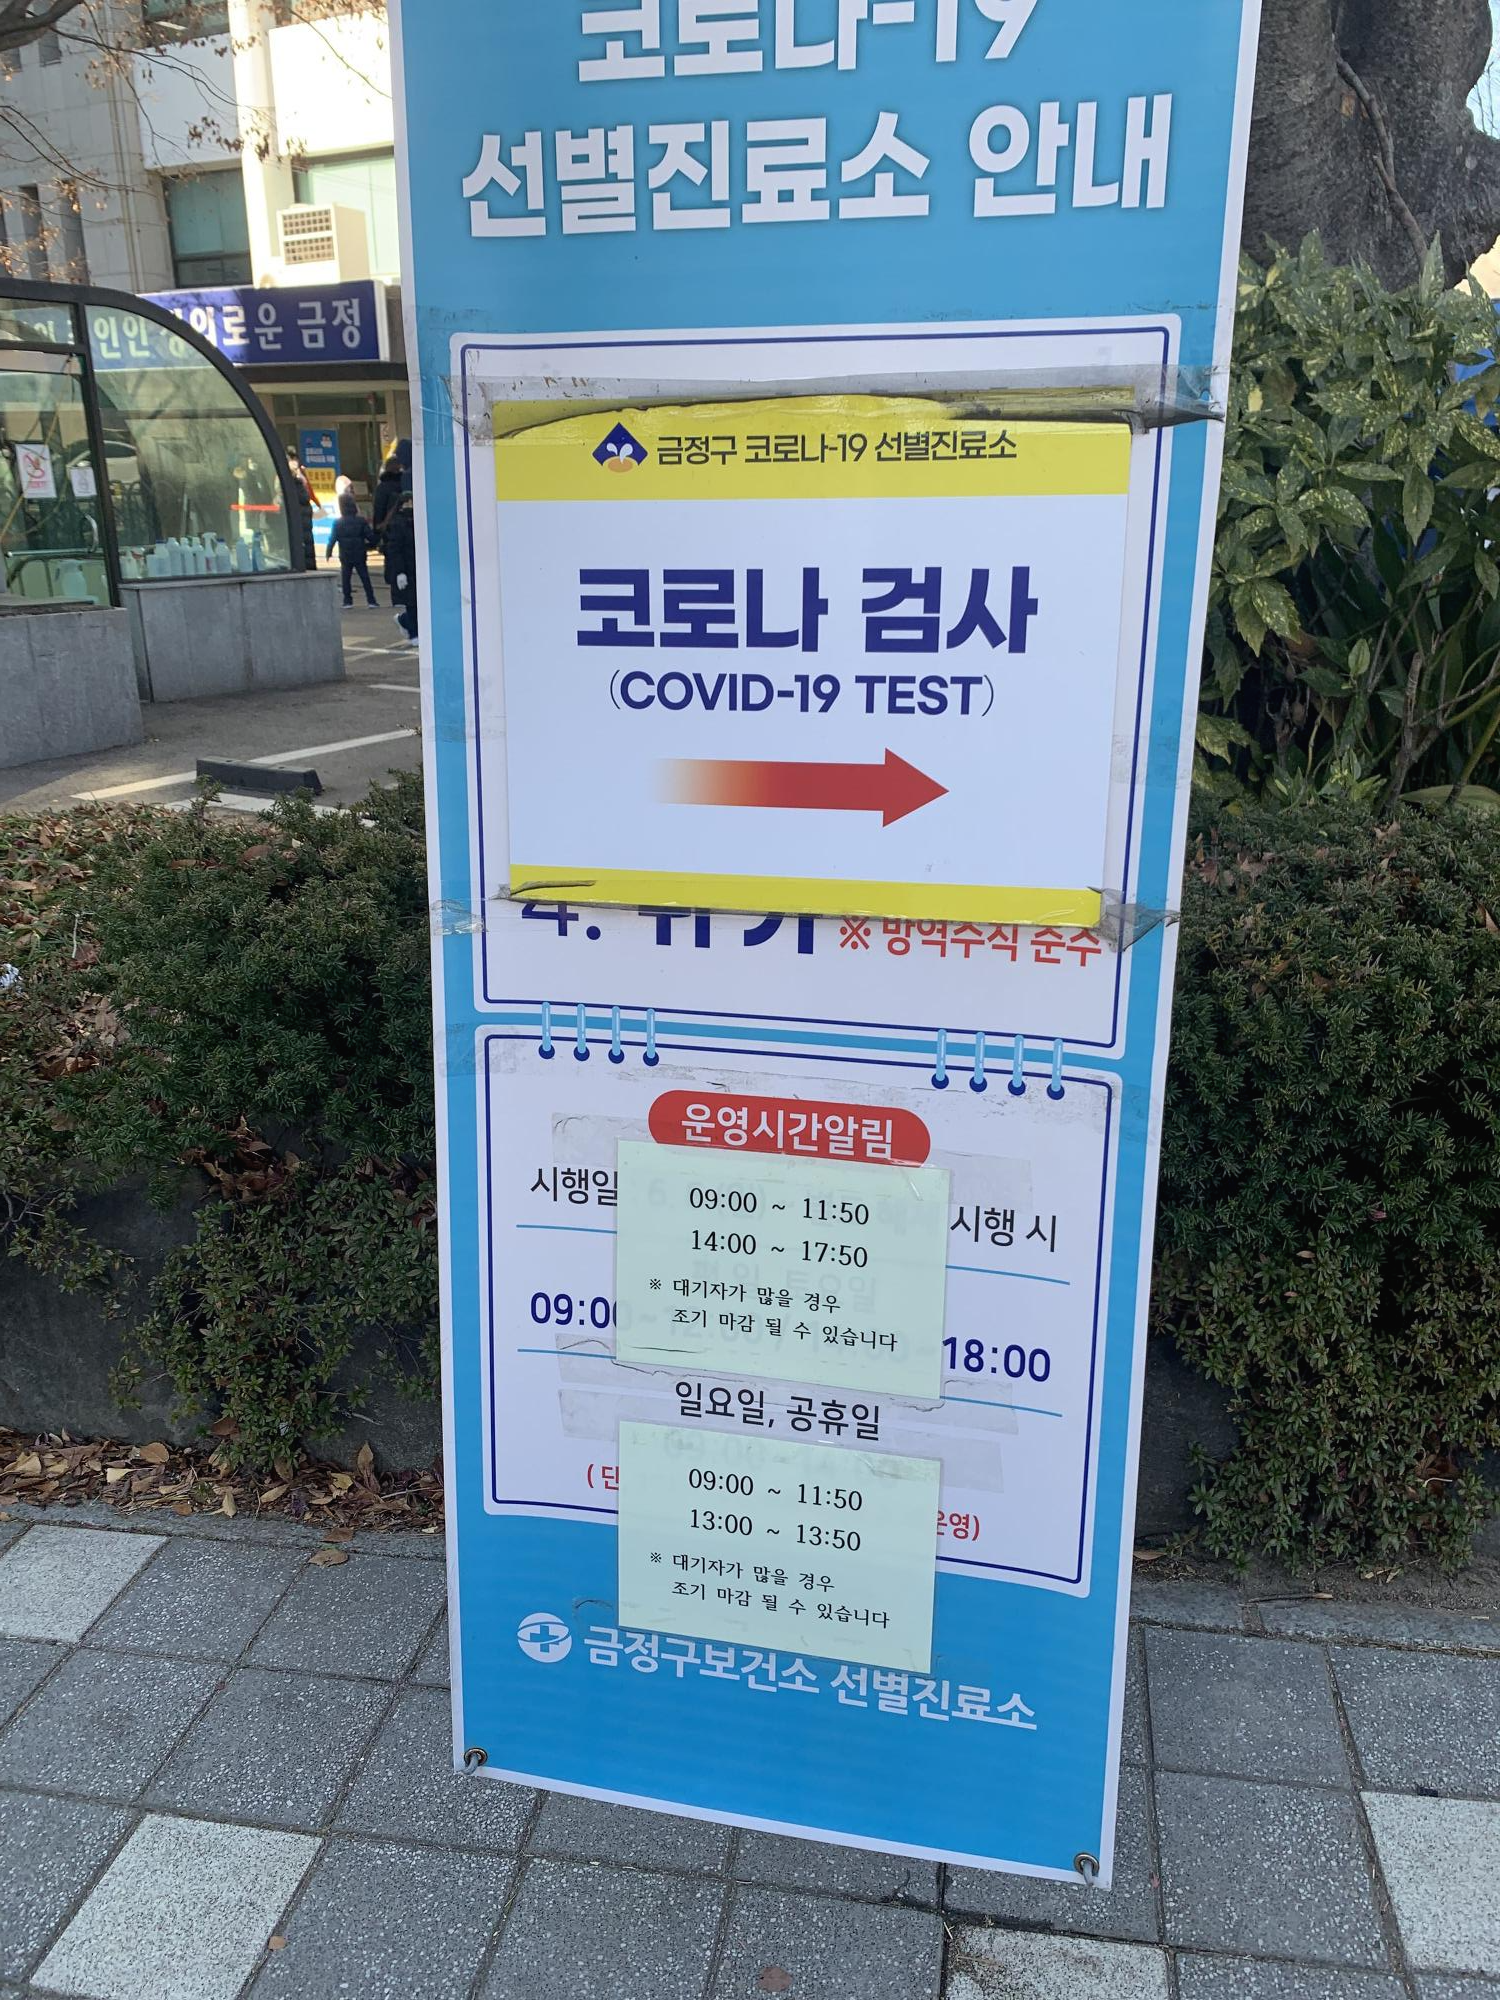 코로나-19
선별진료소 안내
금정
금정구 코로나-19 선별진료소
코로나 검사
(COVID-19 TEST)
※ 방역수칙 준수
운영시간알림
시행일
시행 시
09:00 ~ 11:50
14:00 ~ 17:50
※ 대기자가 많을 경우
조기 마감 될 수 있습니다
09:00
18:00
일요일, 공휴일
09:00 ~ 11:50
13:00 ~ 13:50
※ 대기자가 많을 경우
조기 마감 될 수 있습니다
(단
운영)
금정구보건소 선별진료소